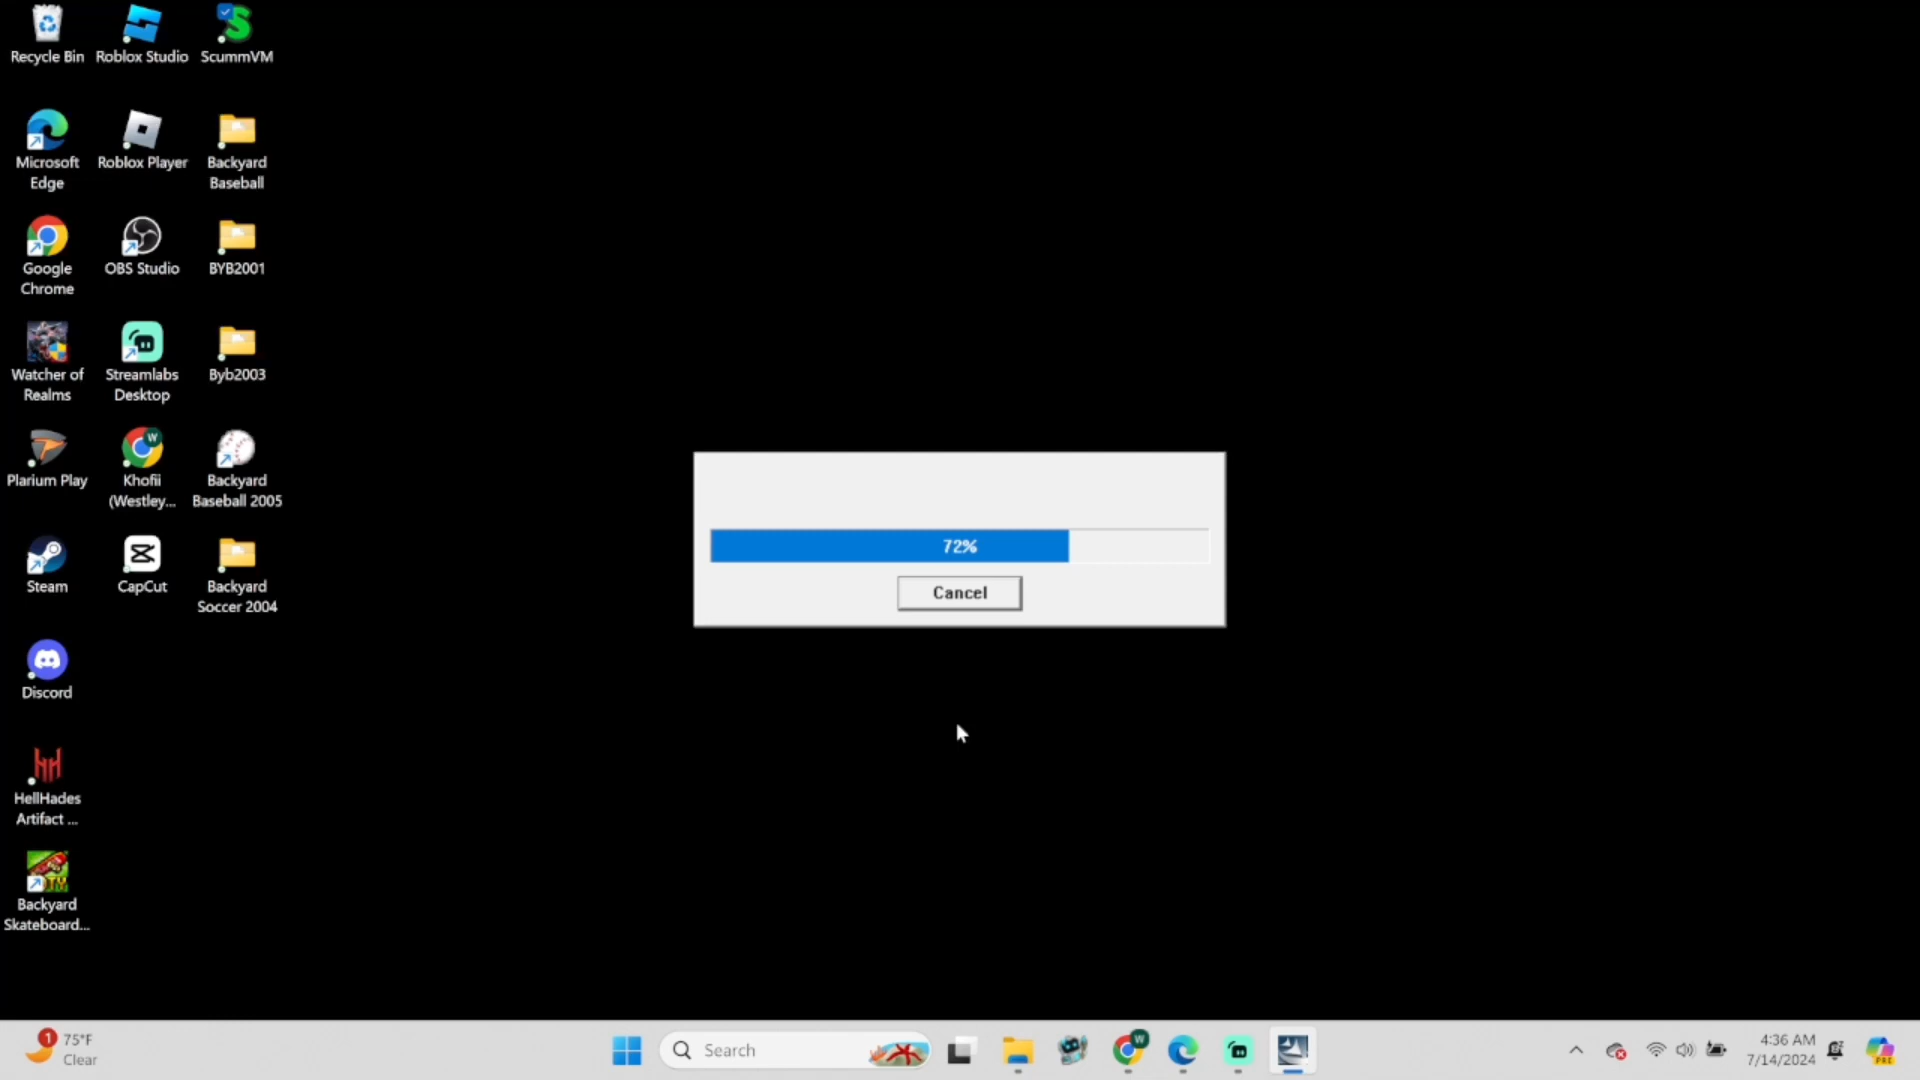 Recycle Bin
Roblox Studio
ScummVM
Microsoft
Edge
Roblox Player
Backyard
Baseball
Google
Chrome
OBS Studio
BYB2001
Watcher of
Realms
Streamlabs
Desktop
Byb2003
Plarium Play
Khofii
(Westley...
Backyard
Baseball 2005
Steam
CapCut
Backyard
Soccer 2004
Discord
HellHades
Artifact ...
Backyard
Skateboard...
72%
Cancel
1
75°F
Clear
Search
W
4:36 AM
7/14/2024
PRE